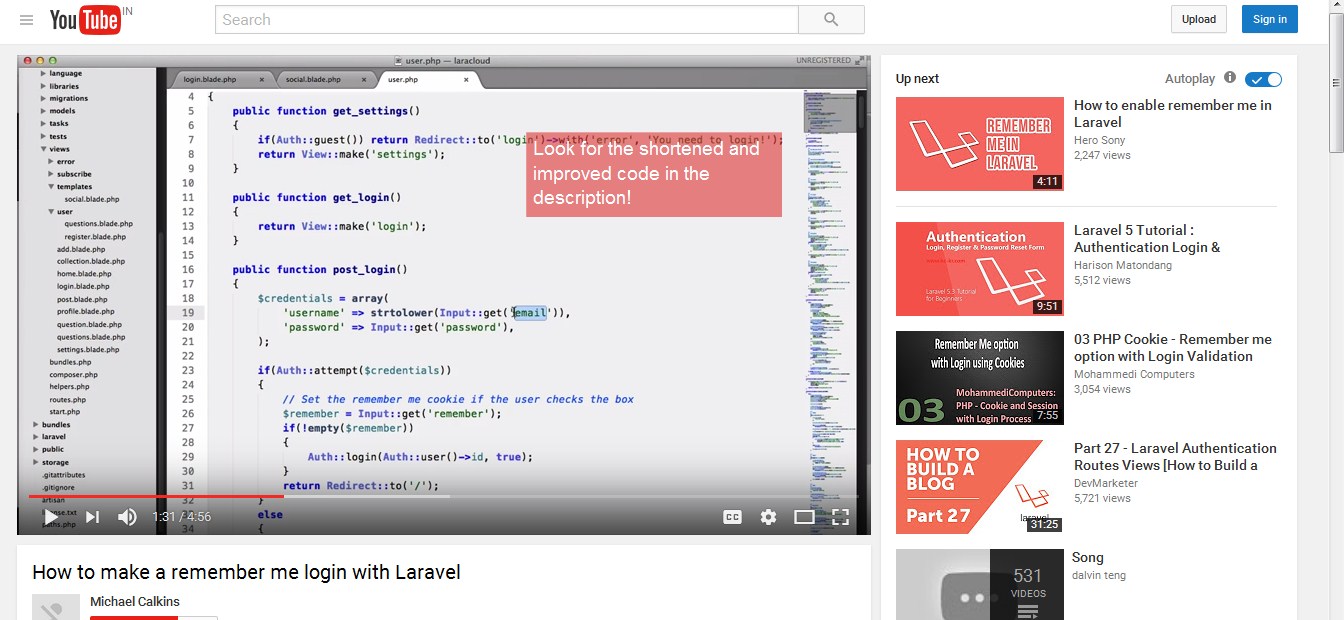 YouTube IN
Search
Upload
Sign in
user.php — laracloud
UNREGISTERED
login.blade.php
social.blade.php
user.php
language
libraries
migrations
models
tasks
tests
views
error
subscribe
templates
social.blade.php
user
questions.blade.php
register.blade.php
add.blade.php
collection.blade.php
home.blade.php
login.blade.php
post.blade.php
profile.blade.php
question.blade.php
questions.blade.php
settings.blade.php
bundles.php
composer.php
helpers.php
routes.php
start.php
bundles
laravel
public
storage
.gitattributes
.gitignore
artisan
paths.php
4 {
5 public function get_settings()
6 {
7 if(Auth::guest()) return Redirect::to('login')->with('error', 'You need to login!');
8 return View::make('settings');
9 }
10
11 public function get_login()
12 {
13 return View::make('login');
14 }
15
16 public function post_login()
17 {
18 $credentials = array(
19 'username' => strtolower(Input::get('email')),
20 'password' => Input::get('password'),
21 );
22
23 if(Auth::attempt($credentials))
24 {
25 // Set the remember me cookie if the user checks the box
26 $remember = Input::get('remember');
27 if(!empty($remember))
28 {
29 Auth::login(Auth::user()->id, true);
30 }
31 return Redirect::to('/');
32 }
33 else
34 {
Look for the shortened and
improved code in the
description!
1:31 / 4:56
CC
How to make a remember me login with Laravel
Michael Calkins
Up next
Autoplay
REMEMBER
ME IN
LARAVEL
4:11
How to enable remember me in
Laravel
Hero Sony
2,247 views
Authentication
Login, Register & Password Reset Form
Laravel 5.3 Tutorial
for Beginners
9:51
Laravel 5 Tutorial :
Authentication Login &
Harison Matondang
5,512 views
Remember Me option
with Login using Cookies
03
MohammediComputers:
PHP - Cookie and Session
with Login Process
7:55
03 PHP Cookie - Remember me
option with Login Validation
Mohammedi Computers
3,054 views
HOW TO
BUILD A
BLOG
Part 27
laravel
31:25
Part 27 - Laravel Authentication
Routes Views [How to Build a
DevMarketer
5,721 views
531
VIDEOS
Song
dalvin teng